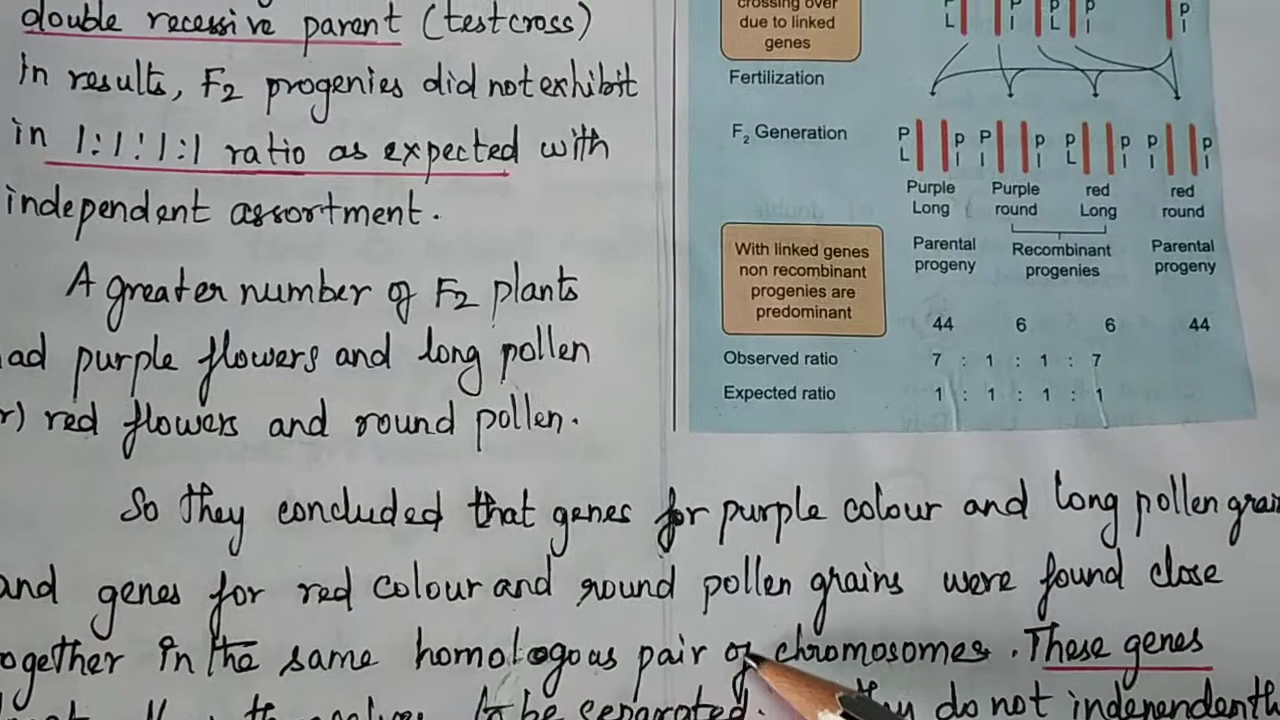 double recessive parent (testcross)
In results, F2 progenies did not exhibit
in 1:1:1:1 ratio as expected with
independent assortment.
A greater number of F2 plants
ad purple flowers and long pollen
r) red flowers and round pollen.
So they concluded that genes for purple colour and long pollen grai
and genes for red colour and round pollen grains were found close
ogether in the same homologous pair of chromosomes. These genes
to be separated. They do not independentl
crossing over
due to linked
genes
P P P P
L l L l l
Fertilization
F2 Generation
P P P P P P P P
L l l l L l l l
Purple Purple red red
Long round Long round
Parental Recombinant Parental
progeny progenies progeny
With linked genes
non recombinant
progenies are
predominant
44 6 6 44
Observed ratio 7 : 1 : 1 : 7
Expected ratio 1 : 1 : 1 : 1